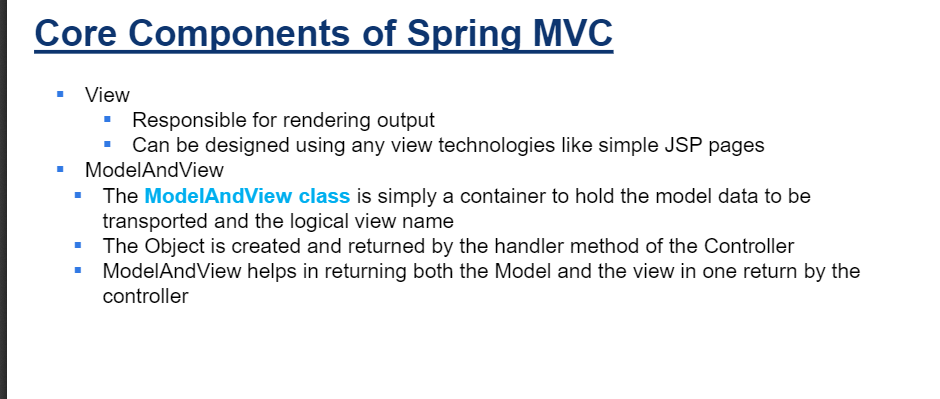 Core Components of Spring MVC
▪ View
▪ Responsible for rendering output
▪ Can be designed using any view technologies like simple JSP pages
▪ ModelAndView
▪ The ModelAndView class is simply a container to hold the model data to be
transported and the logical view name
▪ The Object is created and returned by the handler method of the Controller
▪ ModelAndView helps in returning both the Model and the view in one return by the
controller